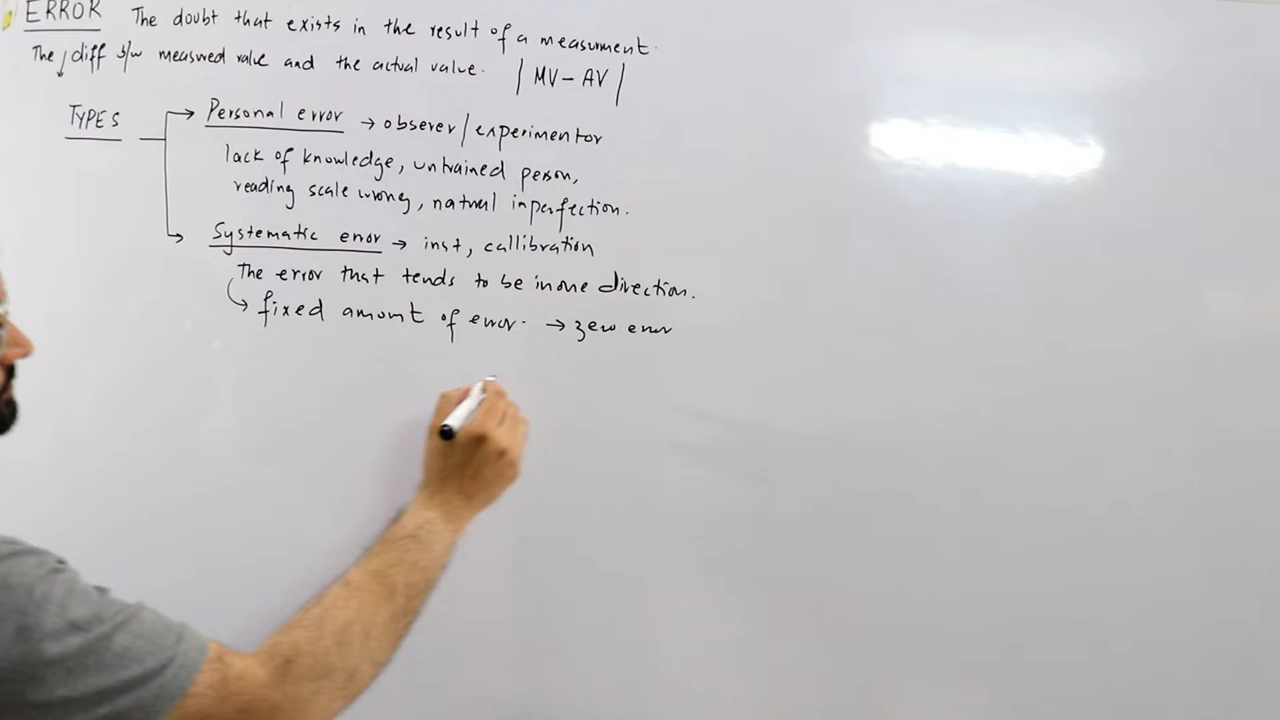 ERROR The doubt that exists in the result of a measurment.
The diff b/w measured value and the actual value. | MV - AV |
TYPES → Personal error → observer / experimentor
lack of knowledge, untrained person,
reading scale wrong, natural imperfection.
→ Systematic error → inst, callibration
The error that tends to be in one direction.
↳ fixed amount of error. → zero error